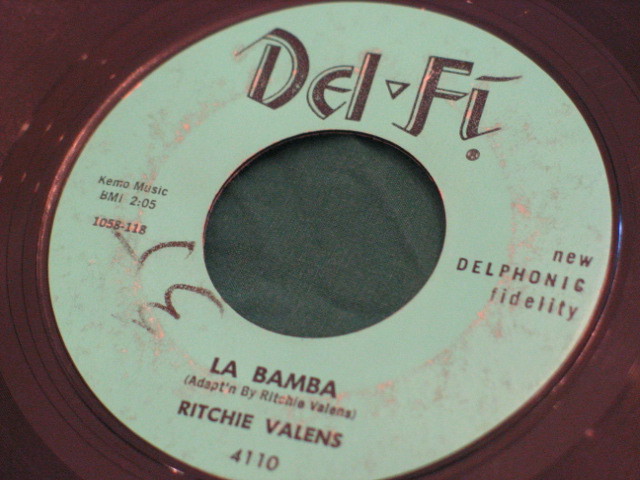 Del-Fi
®
Kemo Music
BMI 2:05
1058-118
new
DELPHONIC
fidelity
LA BAMBA
(Adapt'n By Ritchie Valens)
RITCHIE VALENS
4110